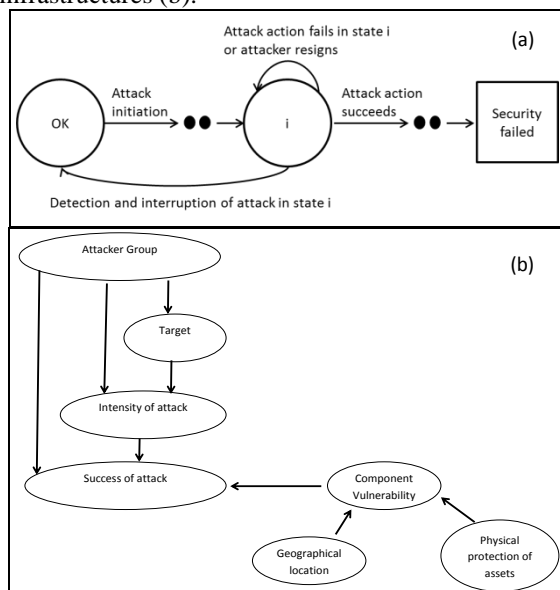 infrastructures (b).
(a)
Attack action fails in state i
or attacker resigns
Attack
initiation
Attack action
succeeds
OK
i
Security
failed
Detection and interruption of attack in state i
(b)
Attacker Group
Target
Intensity of attack
Success of attack
Component
Vulnerability
Geographical
location
Physical
protection of
assets